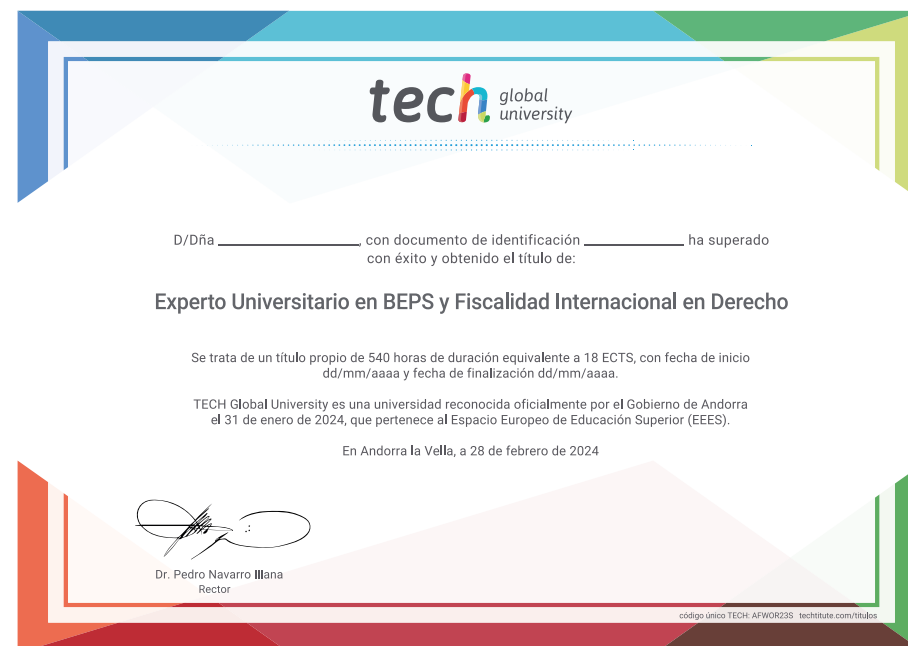 tech global
university
D/Dña ____________________, con documento de identificación ______________ ha superado
con éxito y obtenido el título de:
Experto Universitario en BEPS y Fiscalidad Internacional en Derecho
Se trata de un título propio de 540 horas de duración equivalente a 18 ECTS, con fecha de inicio
dd/mm/aaaa y fecha de finalización dd/mm/aaaa.
TECH Global University es una universidad reconocida oficialmente por el Gobierno de Andorra
el 31 de enero de 2024, que pertenece al Espacio Europeo de Educación Superior (EEES).
En Andorra la Vella, a 28 de febrero de 2024
Dr. Pedro Navarro Illana
Rector
código único TECH: AFWOR23S techtitute.com/titulos